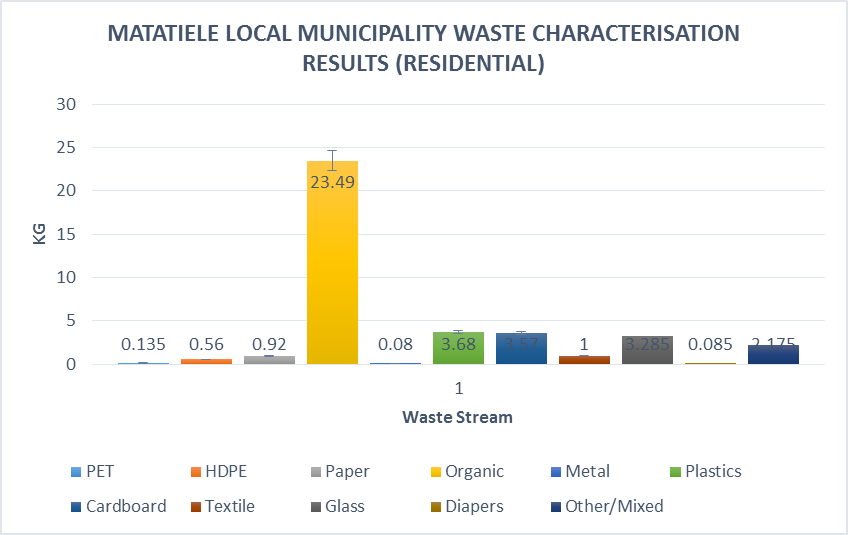 MATATIELE LOCAL MUNICIPALITY WASTE CHARACTERISATION
RESULTS (RESIDENTIAL)
30
25
20
15
10
5
0
KG
0.135 0.56 0.92 23.49 0.08 3.68 3.57 1 3.285 0.085 2.175
1
Waste Stream
PET HDPE Paper Organic Metal Plastics
Cardboard Textile Glass Diapers Other/Mixed